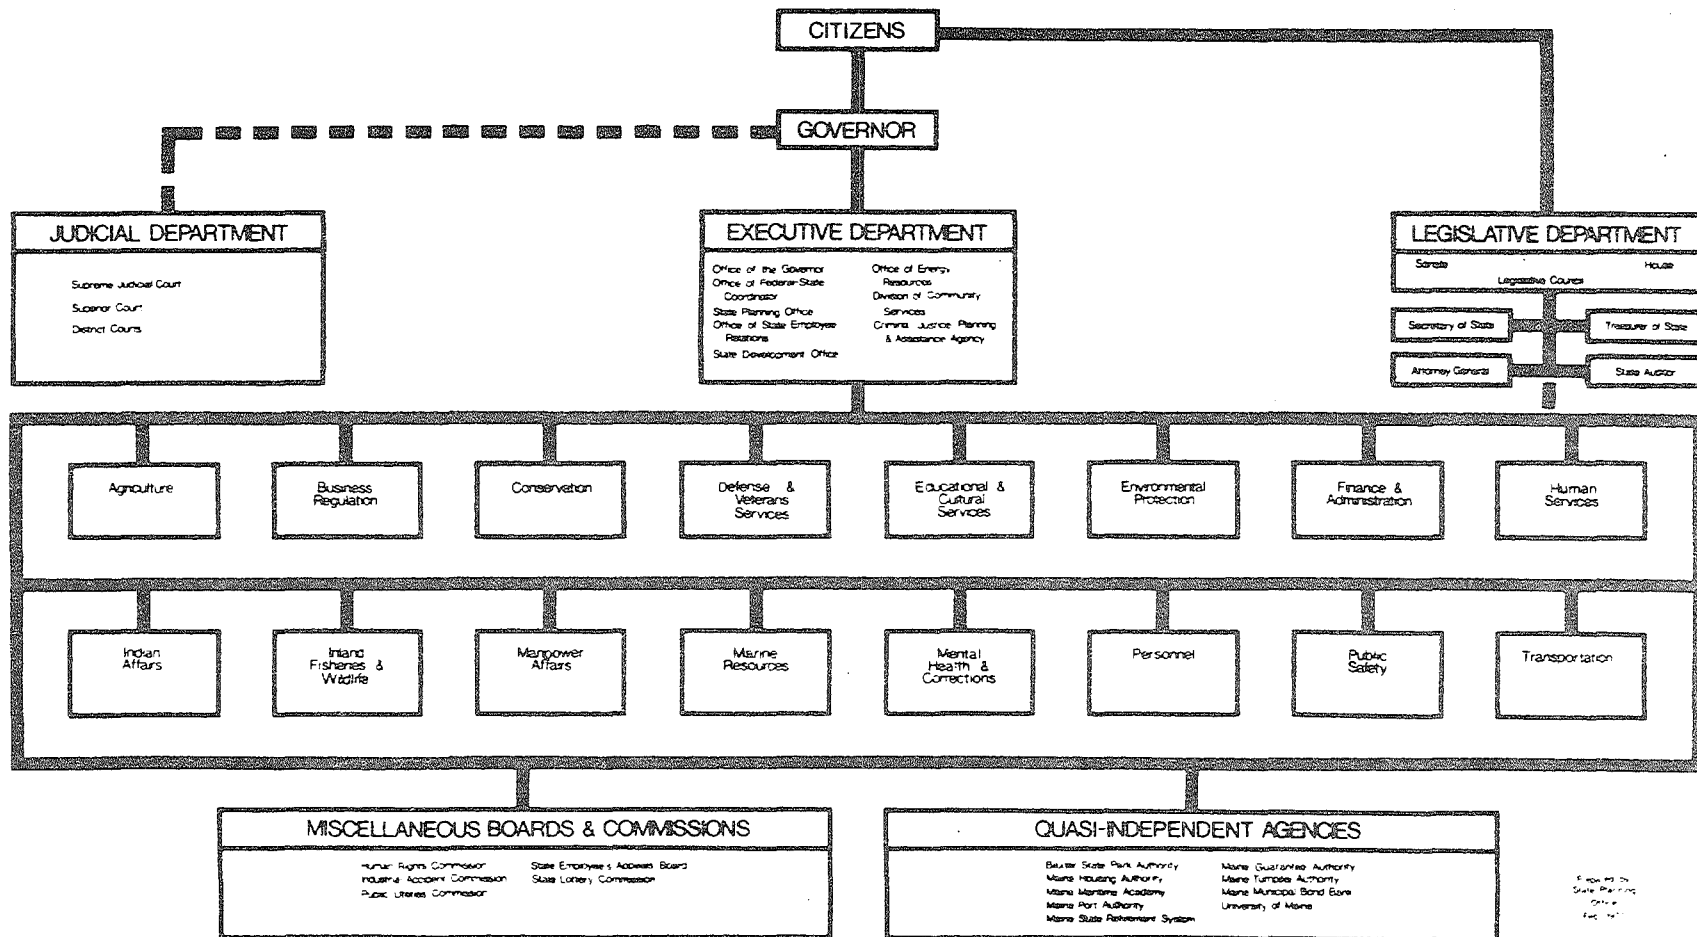 CITIZENS
GOVERNOR
JUDICIAL DEPARTMENT
Supreme Judicial Court
Superior Court
District Courts
EXECUTIVE DEPARTMENT
Office of the Governor
Office of Federal-State
Coordinator
State Planning Office
Office of State Employee
Relations
State Development Office
Office of Energy
Resources
Division of Community
Services
Criminal Justice Planning
& Assistance Agency
LEGISLATIVE DEPARTMENT
Senate House
Legislative Council
Secretary of State
Treasurer of State
Attorney General
State Auditor
Agriculture
Business
Regulation
Conservation
Defense &
Veterans
Services
Educational &
Cultural
Services
Environmental
Protection
Finance &
Administration
Human
Services
Indian
Affairs
Inland
Fisheries &
Wildlife
Manpower
Affairs
Marine
Resources
Mental
Health &
Corrections
Personnel
Public
Safety
Transportation
MISCELLANEOUS BOARDS & COMMISSIONS
Human Rights Commission
Industrial Accident Commission
Public Utilities Commission
State Employee's Appeals Board
State Lottery Commission
QUASI-INDEPENDENT AGENCIES
Baxter State Park Authority
Maine Housing Authority
Maine Maritime Academy
Maine Port Authority
Maine State Retirement System
Maine Guarantee Authority
Maine Turnpike Authority
Maine Municipal Bond Bank
University of Maine
Prepared by
State Planning
Office